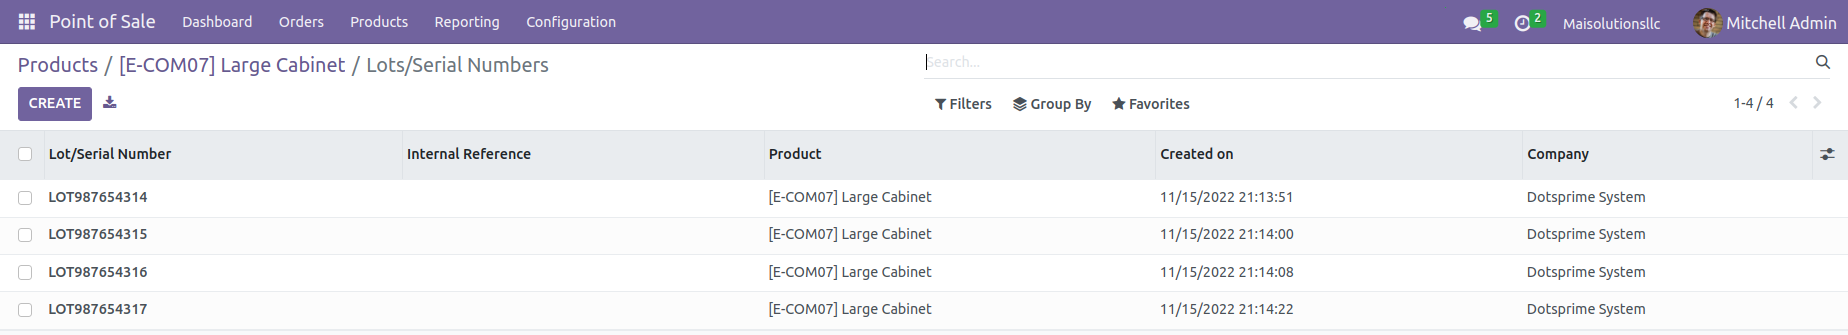 Point of Sale Dashboard Orders Products Reporting Configuration 5 2 Maisolutionsllc Mitchell Admin
Products / [E-COM07] Large Cabinet / Lots/Serial Numbers Search...
CREATE Filters Group By Favorites 1-4 / 4
Lot/Serial Number Internal Reference Product Created on Company
LOT987654314 [E-COM07] Large Cabinet 11/15/2022 21:13:51 Dotsprime System
LOT987654315 [E-COM07] Large Cabinet 11/15/2022 21:14:00 Dotsprime System
LOT987654316 [E-COM07] Large Cabinet 11/15/2022 21:14:08 Dotsprime System
LOT987654317 [E-COM07] Large Cabinet 11/15/2022 21:14:22 Dotsprime System